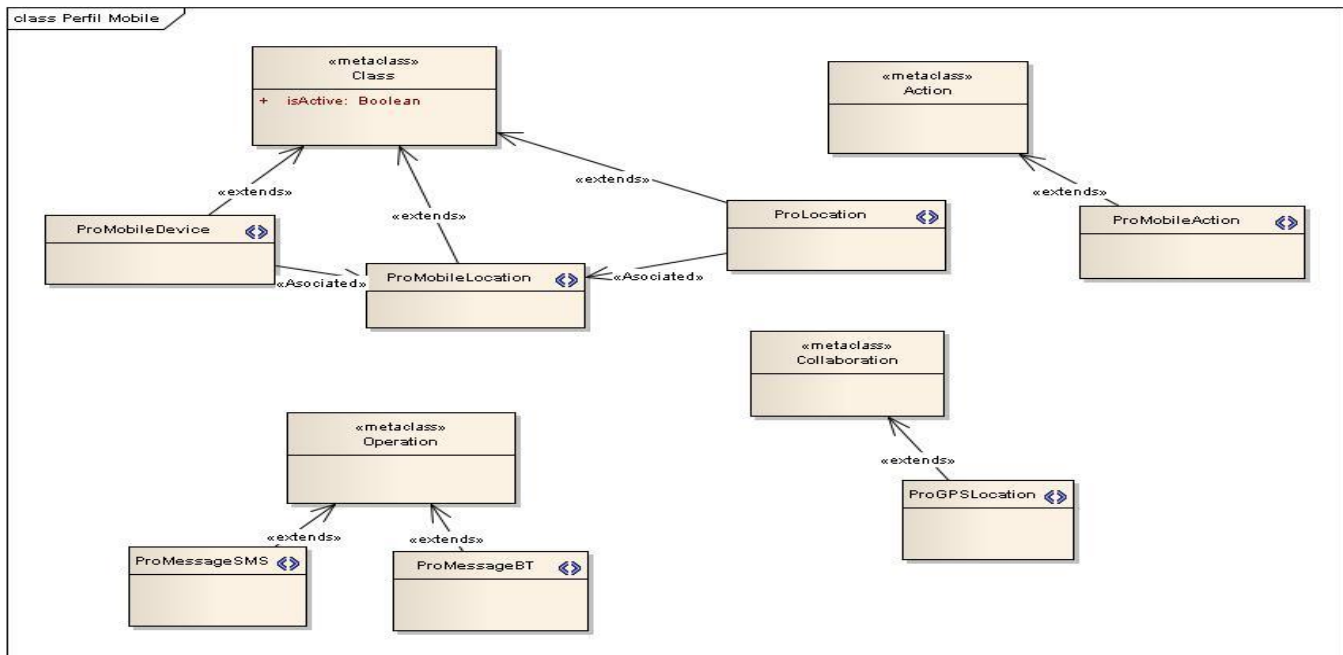 class Perfil Mobile
«metaclass»
Class
+ isActive: Boolean
«metaclass»
Action
«extends»
«extends»
«extends»
«extends»
ProMobileDevice
ProLocation
ProMobileAction
«Asociated»
ProMobileLocation
«Asociated»
«metaclass»
Collaboration
«metaclass»
Operation
«extends»
ProGPSLocation
«extends»
«extends»
ProMessageSMS
ProMessageBT